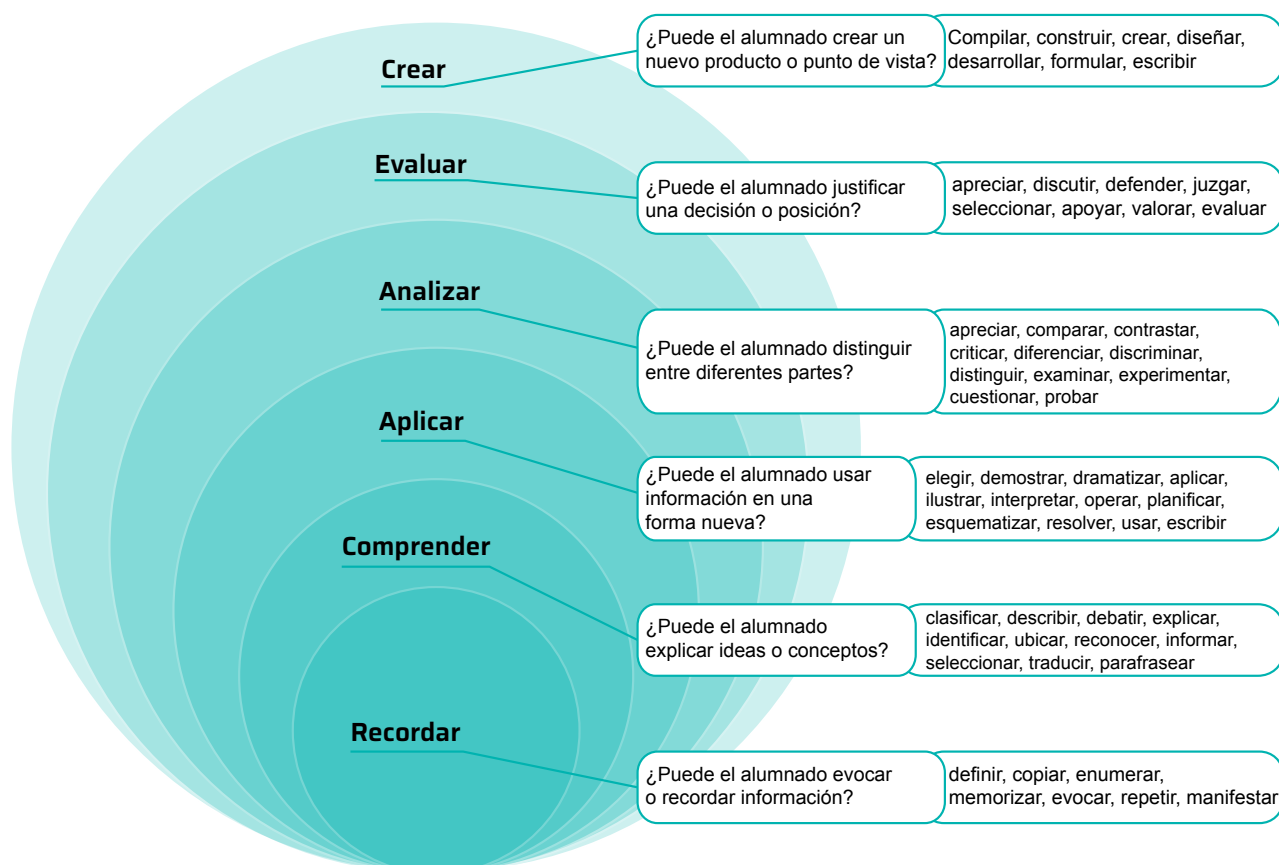 Crear
¿Puede el alumnado crear un
nuevo producto o punto de vista?
Compilar, construir, crear, diseñar,
desarrollar, formular, escribir
Evaluar
¿Puede el alumnado justificar
una decisión o posición?
apreciar, discutir, defender, juzgar,
seleccionar, apoyar, valorar, evaluar
Analizar
¿Puede el alumnado distinguir
entre diferentes partes?
apreciar, comparar, contrastar,
criticar, diferenciar, discriminar,
distinguir, examinar, experimentar,
cuestionar, probar
Aplicar
¿Puede el alumnado usar
información en una
forma nueva?
elegir, demostrar, dramatizar, aplicar,
ilustrar, interpretar, operar, planificar,
esquematizar, resolver, usar, escribir
Comprender
¿Puede el alumnado
explicar ideas o conceptos?
clasificar, describir, debatir, explicar,
identificar, ubicar, reconocer, informar,
seleccionar, traducir, parafrasear
Recordar
¿Puede el alumnado evocar
o recordar información?
definir, copiar, enumerar,
memorizar, evocar, repetir, manifestar